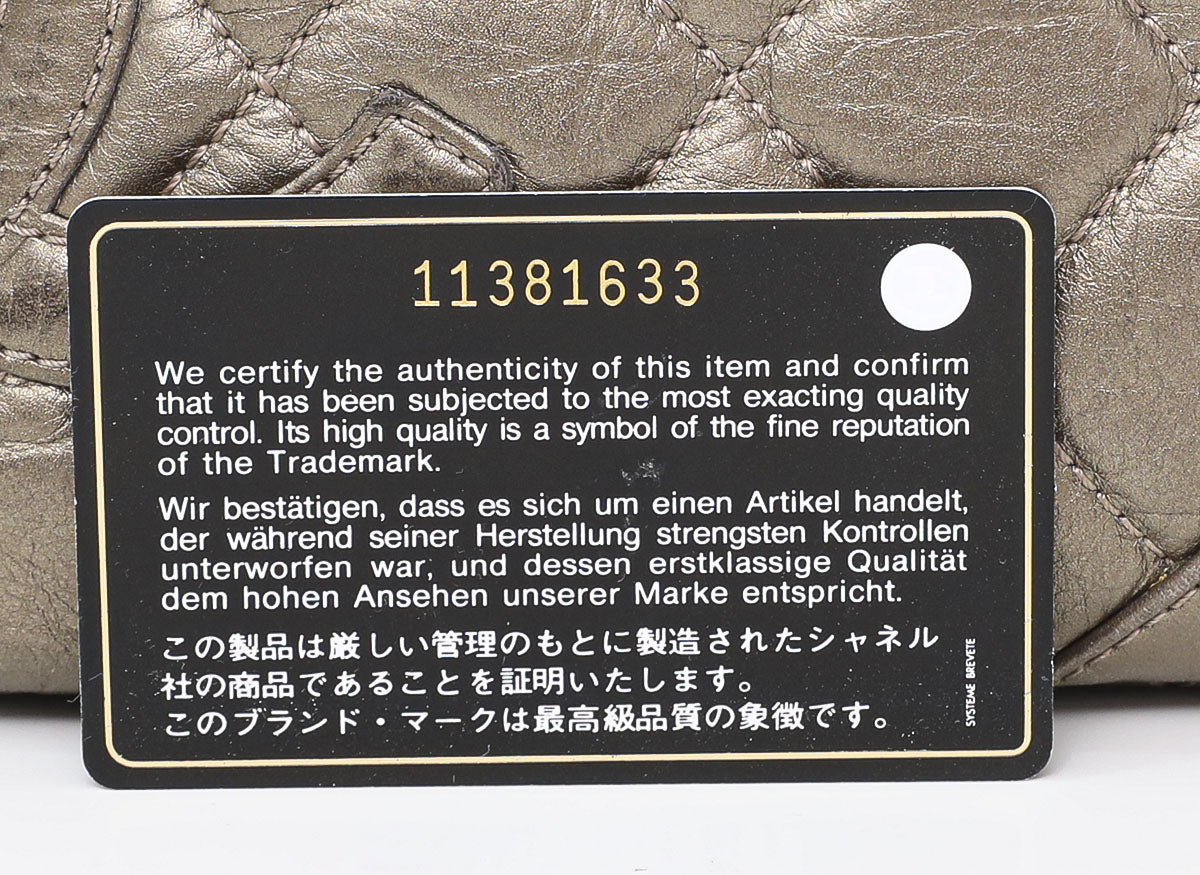 11381633
We certify the authenticity of this item and confirm
that it has been subjected to the most exacting quality
control. Its high quality is a symbol of the fine reputation
of the Trademark.
Wir bestätigen, dass es sich um einen Artikel handelt,
der während seiner Herstellung strengsten Kontrollen
unterworfen war, und dessen erstklassige Qualität
dem hohen Ansehen unserer Marke entspricht.
この製品は厳しい管理のもとに製造されたシャネル
社の商品であることを証明いたします。
このブランド・マークは最高級品質の象徴です。
SYSTEME BREVETE